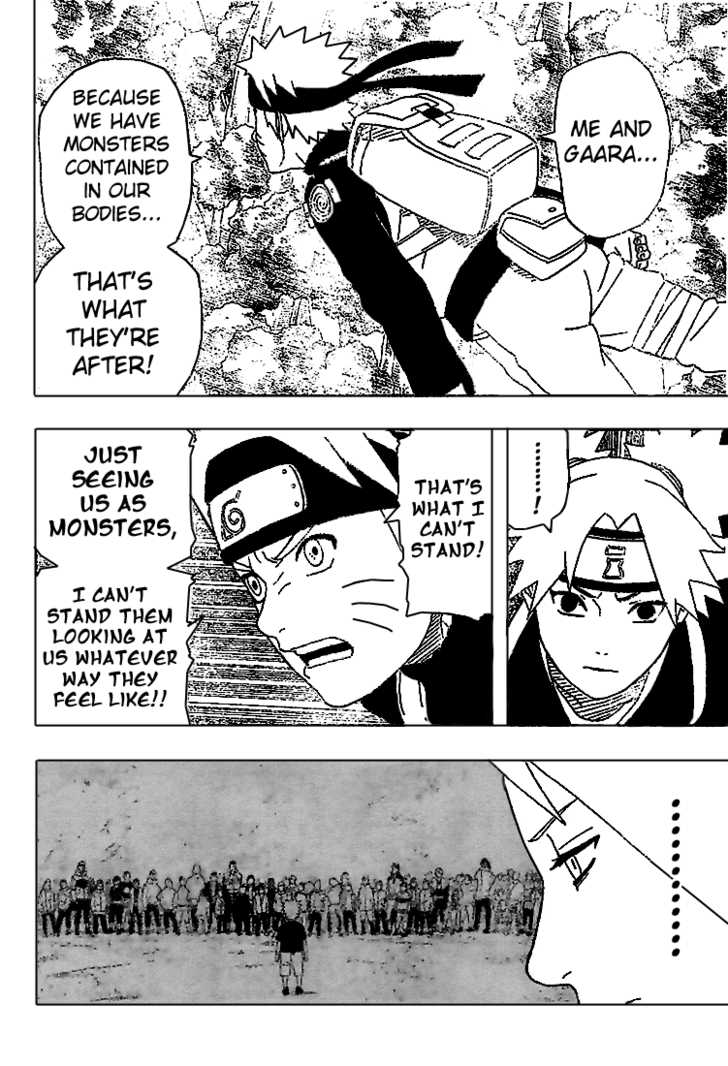 ME AND
GAARA...
BECAUSE
WE HAVE
MONSTERS
CONTAINED
IN OUR
BODIES...
THAT'S
WHAT
THEY'RE
AFTER!
.......!
THAT'S
WHAT I
CAN'T
STAND!
JUST
SEEING
US AS
MONSTERS,
I CAN'T
STAND THEM
LOOKING AT
US WHATEVER
WAY THEY
FEEL LIKE!!
............